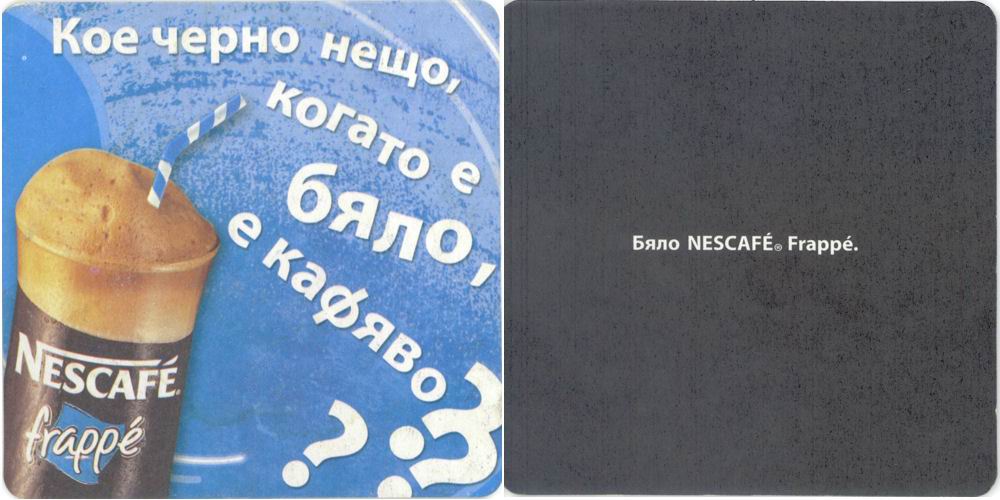 Кое черно нещо,
когато е
бяло,
е кафяво
???
NESCAFÉ®
frappé
Бяло NESCAFÉ® Frappé.